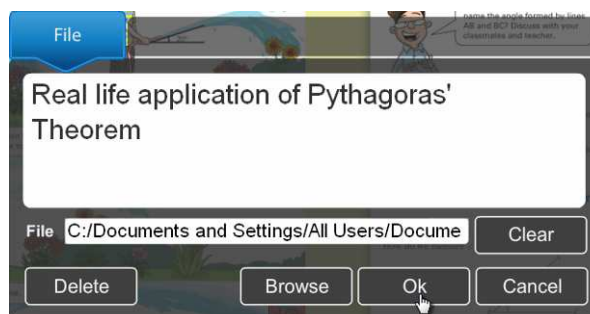 name the angle formed by lines
AB and BC? Discuss with your
classmates and teacher.
File
Real life application of Pythagoras'
Theorem
File C:/Documents and Settings/All Users/Docume Clear
Delete Browse Ok Cancel